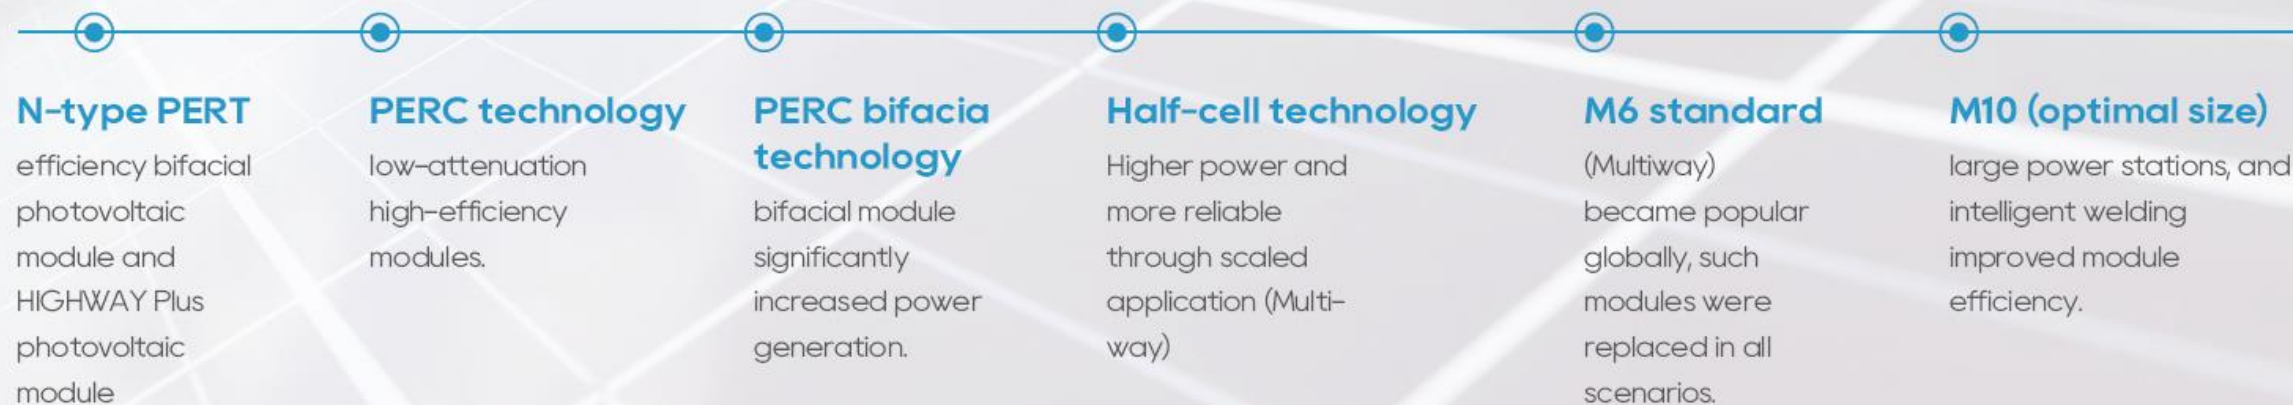 N-type PERT
efficiency bifacial
photovoltaic
module and
HIGHWAY Plus
photovoltaic
module
PERC technology
low-attenuation
high-efficiency
modules.
PERC bifacia
technology
bifacial module
significantly
increased power
generation.
Half-cell technology
Higher power and
more reliable
through scaled
application (Multi-
way)
M6 standard
(Multiway)
became popular
globally, such
modules were
replaced in all
scenarios.
M10 (optimal size)
large power stations, and
intelligent welding
improved module
efficiency.